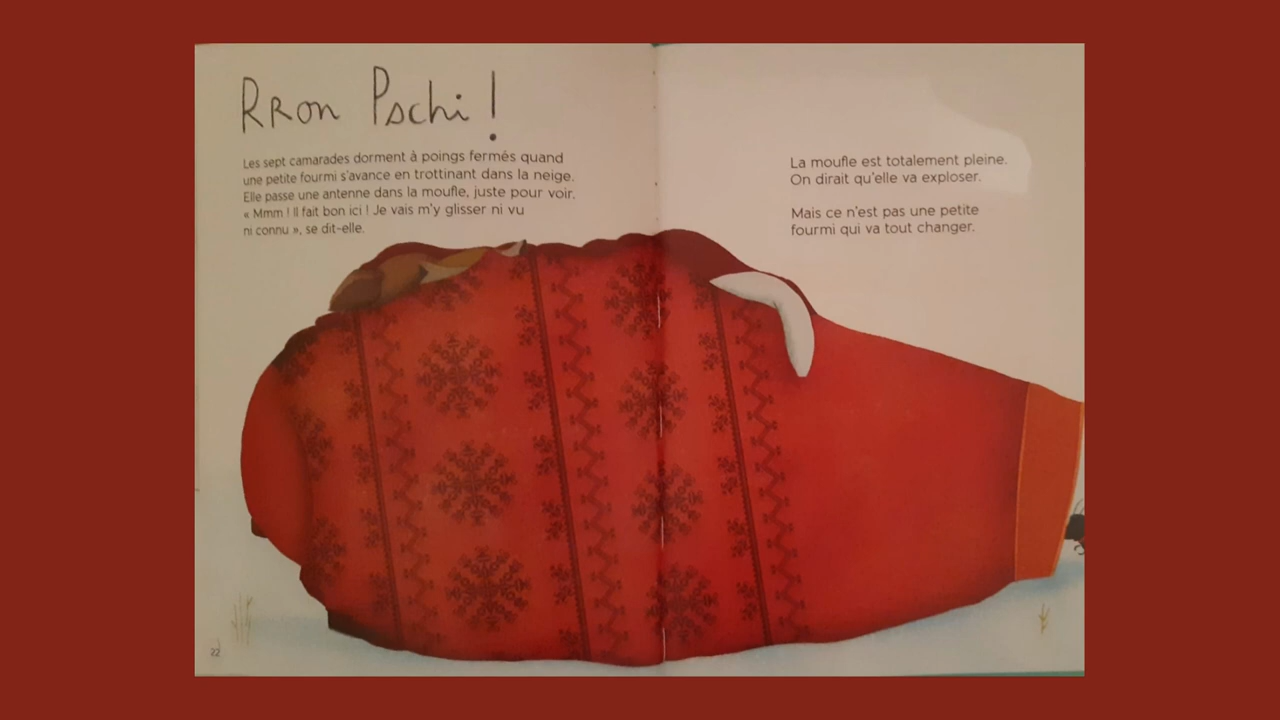 RRon Pschi !
Les sept camarades dorment à poings fermés quand
une petite fourmi s'avance en trottinant dans la neige.
Elle passe une antenne dans la moufle, juste pour voir.
« Mmm ! Il fait bon ici ! Je vais m'y glisser ni vu
ni connu », se dit-elle.
La moufle est totalement pleine.
On dirait qu'elle va exploser.
Mais ce n'est pas une petite
fourmi qui va tout changer.
22